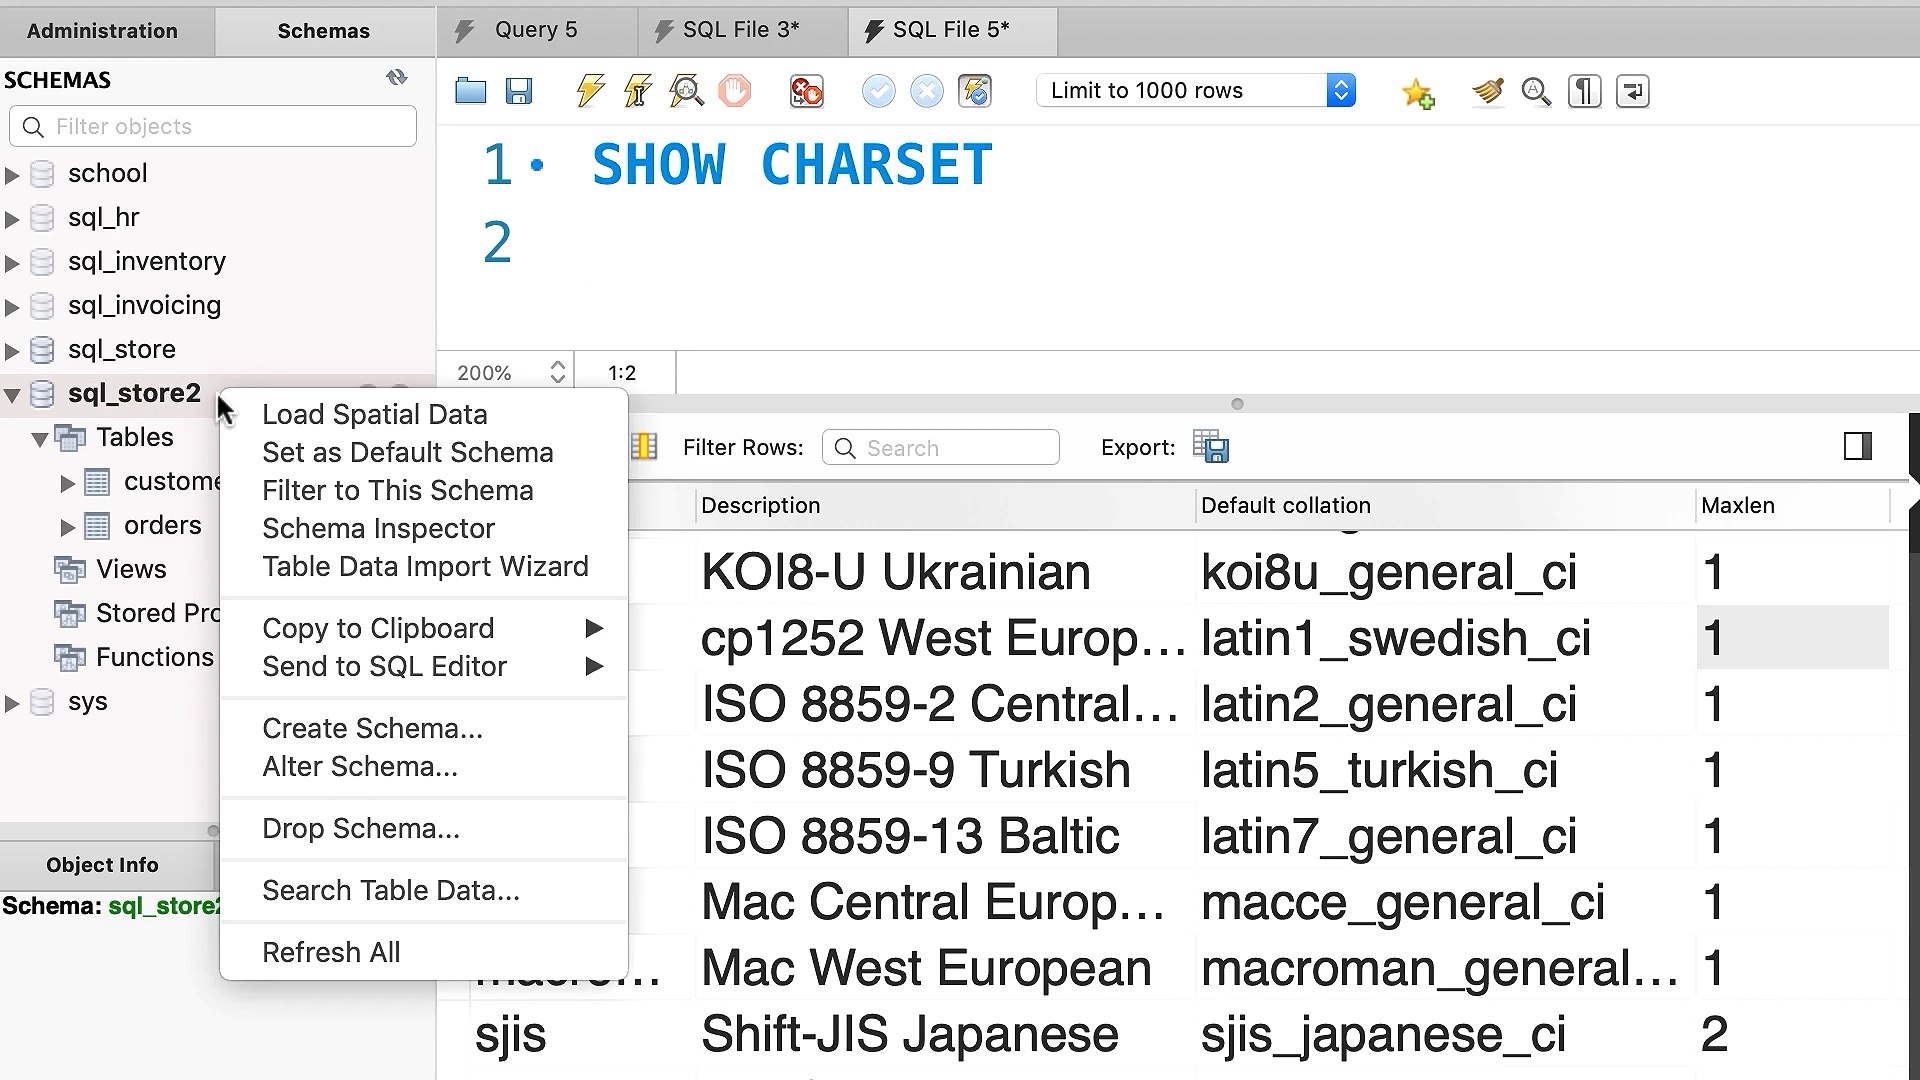 Administration
Schemas
Query 5
SQL File 3*
SQL File 5*
SCHEMAS
Filter objects
Limit to 1000 rows
school
sql_hr
sql_inventory
sql_invoicing
sql_store
sql_store2
Tables
custome
orders
Views
Stored Pro
Functions
sys
Object Info
Schema: sql_store2
1 SHOW CHARSET
2
200%
1:2
Load Spatial Data
Set as Default Schema
Filter to This Schema
Schema Inspector
Table Data Import Wizard
Copy to Clipboard
Send to SQL Editor
Create Schema...
Alter Schema...
Drop Schema...
Search Table Data...
Refresh All
Filter Rows: Search Export:
Description Default collation Maxlen
KOI8-U Ukrainian koi8u_general_ci 1
cp1252 West Europ... latin1_swedish_ci 1
ISO 8859-2 Central... latin2_general_ci 1
ISO 8859-9 Turkish latin5_turkish_ci 1
ISO 8859-13 Baltic latin7_general_ci 1
Mac Central Europ... macce_general_ci 1
Mac West European macroman_general... 1
sjis Shift-JIS Japanese sjis_japanese_ci 2